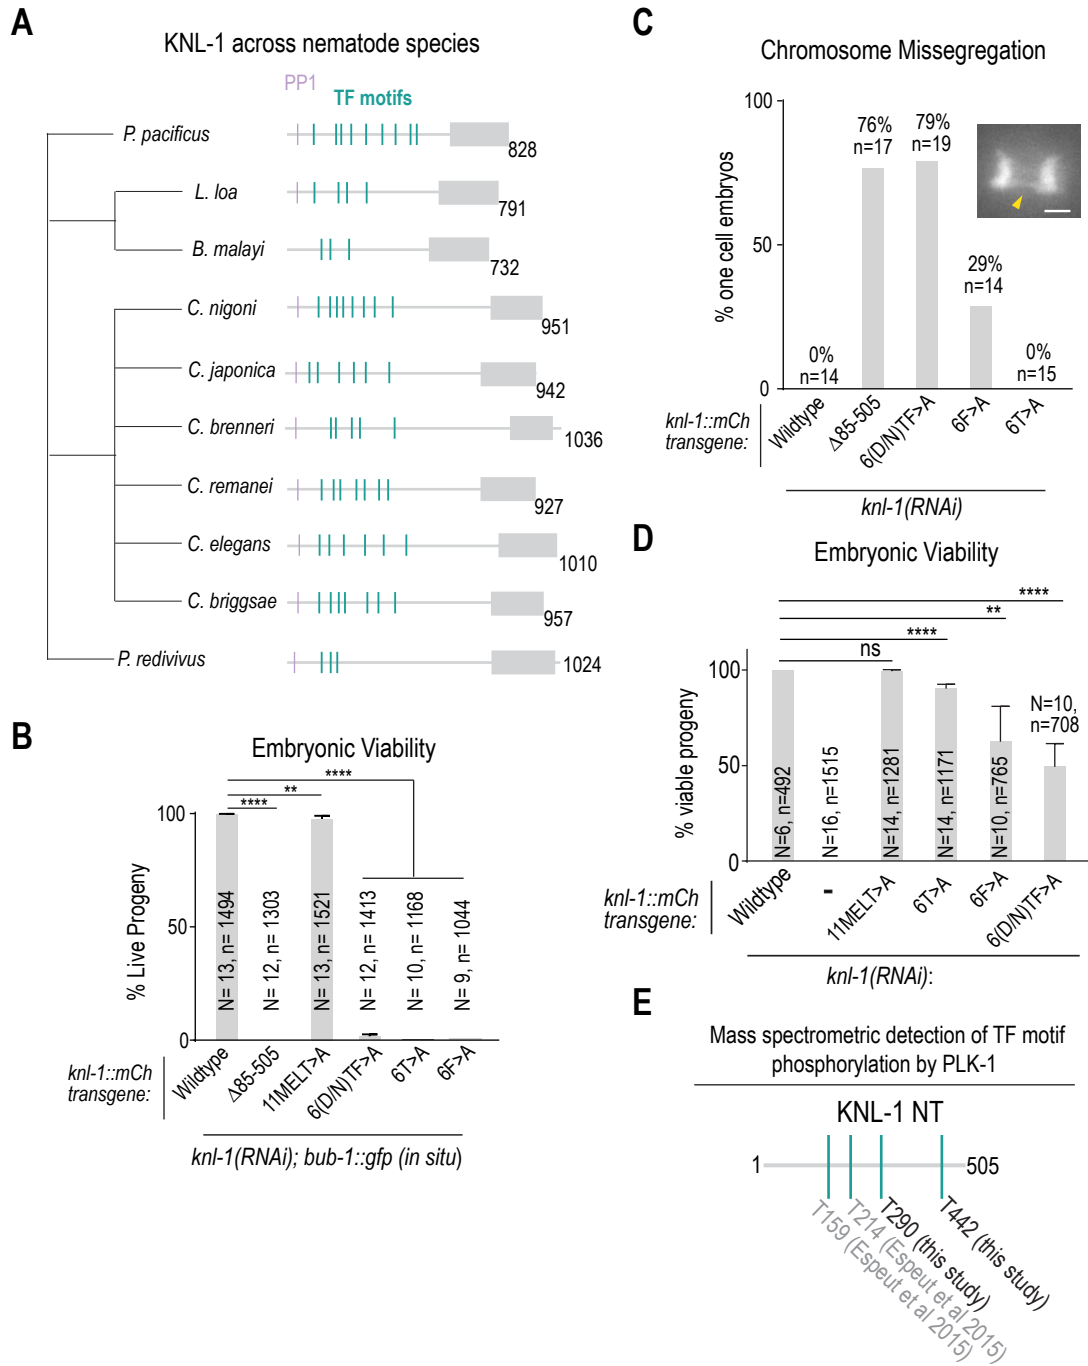 A
KNL-1 across nematode species
PP1
TF motifs
P. pacificus
828
L. loa
791
B. malayi
732
C. nigoni
951
C. japonica
942
C. brenneri
1036
C. remanei
927
C. elegans
1010
C. briggsae
957
P. redivivus
1024
B
Embryonic Viability
****
**
****
% Live Progeny
100
50
0
N= 13, n= 1494
N= 12, n= 1303
N= 13, n= 1521
N= 12, n= 1413
N= 10, n= 1168
N= 9, n= 1044
knl-1::mCh
transgene:
Wildtype
Δ85-505
11MELT>A
6(D/N)TF>A
6T>A
6F>A
knl-1(RNAi); bub-1::gfp (in situ)
C
Chromosome Missegregation
% one cell embryos
100
50
0
0%
n=14
76%
n=17
79%
n=19
29%
n=14
0%
n=15
knl-1::mCh
transgene:
Wildtype
Δ85-505
6(D/N)TF>A
6F>A
6T>A
knl-1(RNAi)
D
Embryonic Viability
****
**
****
ns
% viable progeny
100
50
0
N=6, n=492
N=16, n=1515
N=14, n=1281
N=14, n=1171
N=10, n=765
N=10,
n=708
knl-1::mCh
transgene:
Wildtype
-
11MELT>A
6T>A
6F>A
6(D/N)TF>A
knl-1(RNAi):
E
Mass spectrometric detection of TF motif
phosphorylation by PLK-1
KNL-1 NT
1
505
T159 (Espeut et al 2015)
T214 (Espeut et al 2015)
T290 (this study)
T442 (this study)